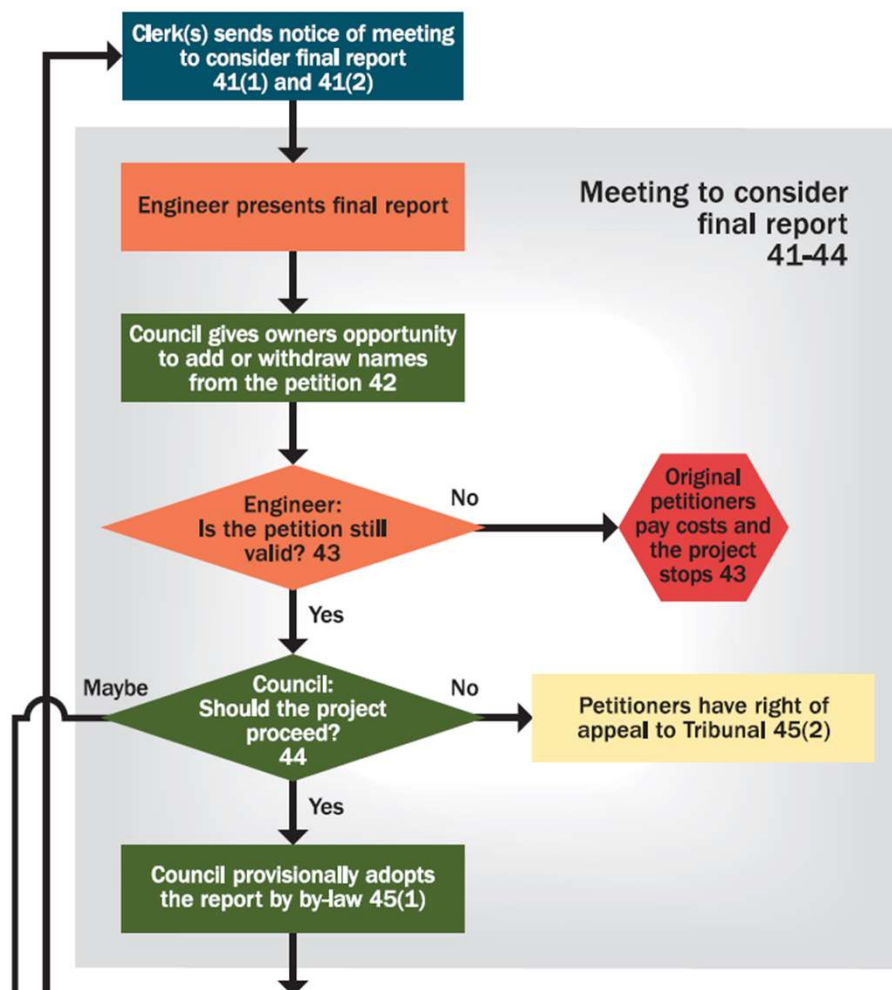 Clerk(s) sends notice of meeting
to consider final report
41(1) and 41(2)
Engineer presents final report
Meeting to consider
final report
41-44
Council gives owners opportunity
to add or withdraw names
from the petition 42
Engineer:
Is the petition still
valid? 43
No
Original
petitioners
pay costs and
the project
stops 43
Yes
Maybe
Council:
Should the project
proceed?
44
No
Petitioners have right of
appeal to Tribunal 45(2)
Yes
Council provisionally adopts
the report by by-law 45(1)